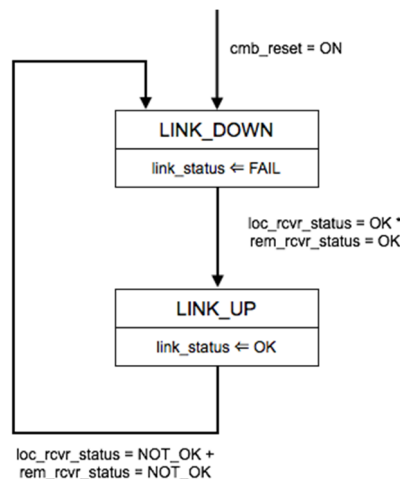 cmb_reset = ON
LINK_DOWN
link_status ⇐ FAIL
loc_rcvr_status = OK *
rem_rcvr_status = OK
LINK_UP
link_status ⇐ OK
loc_rcvr_status = NOT_OK +
rem_rcvr_status = NOT_OK